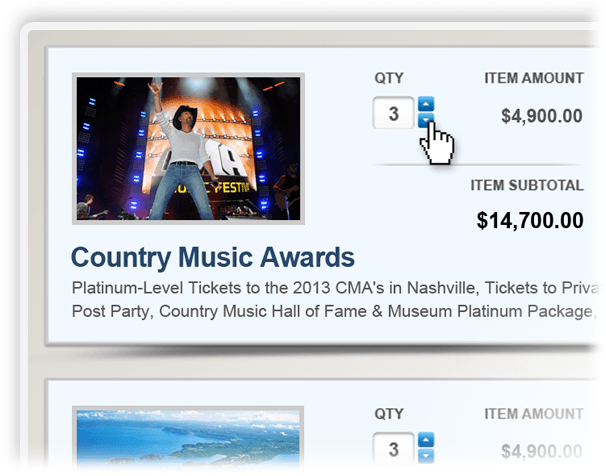 QTY
ITEM AMOUNT
3
$4,900.00
MUSIC FESTIV
ITEM SUBTOTAL
$14,700.00
Country Music Awards
Platinum-Level Tickets to the 2013 CMA's in Nashville, Tickets to Priva
Post Party, Country Music Hall of Fame & Museum Platinum Package,
QTY
ITEM AMOUNT
3
$4,900.00